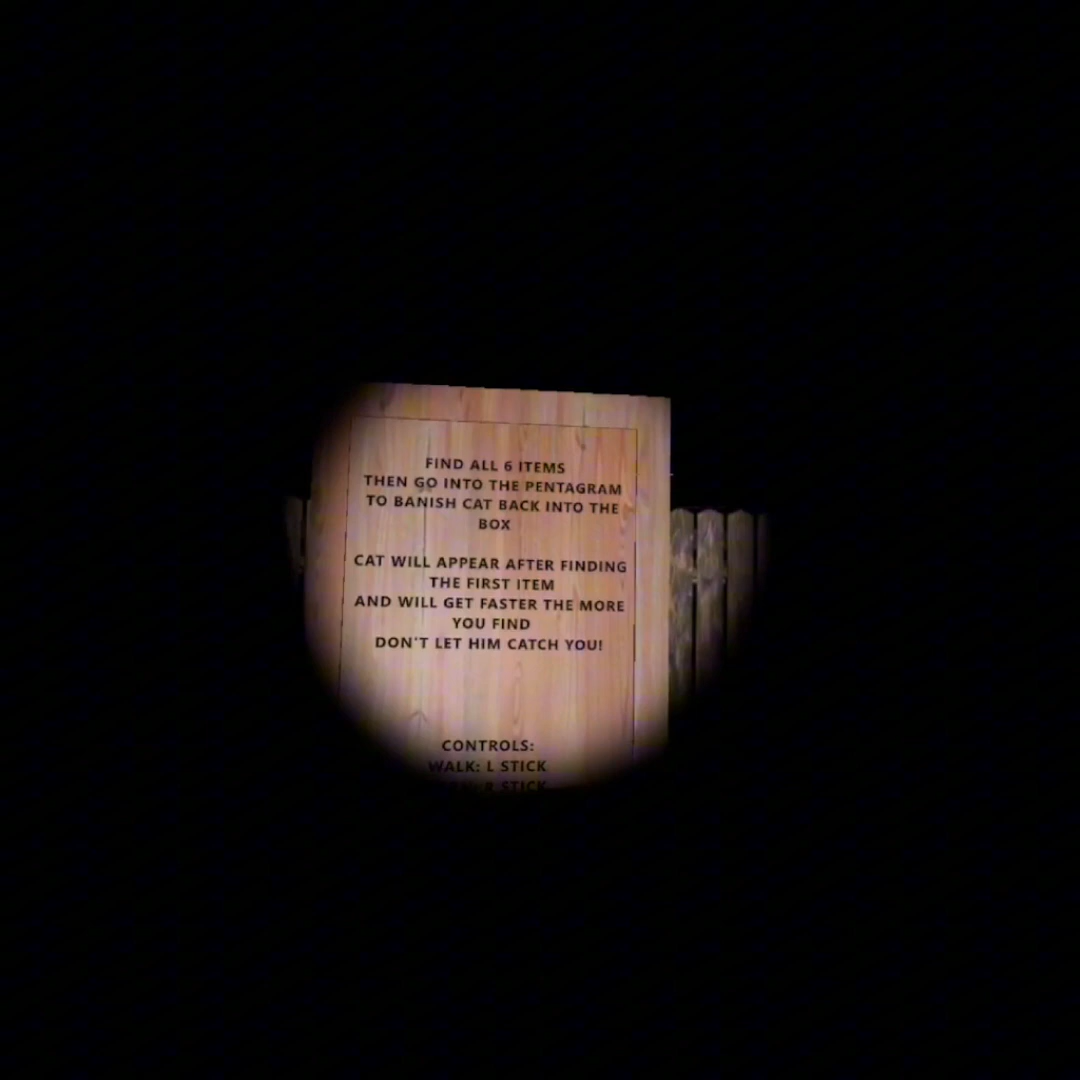 FIND ALL 6 ITEMS
THEN GO INTO THE PENTAGRAM
TO BANISH CAT BACK INTO THE
BOX
CAT WILL APPEAR AFTER FINDING
THE FIRST ITEM
AND WILL GET FASTER THE MORE
YOU FIND
DON'T LET HIM CATCH YOU!
CONTROLS:
WALK: L STICK
R STICK